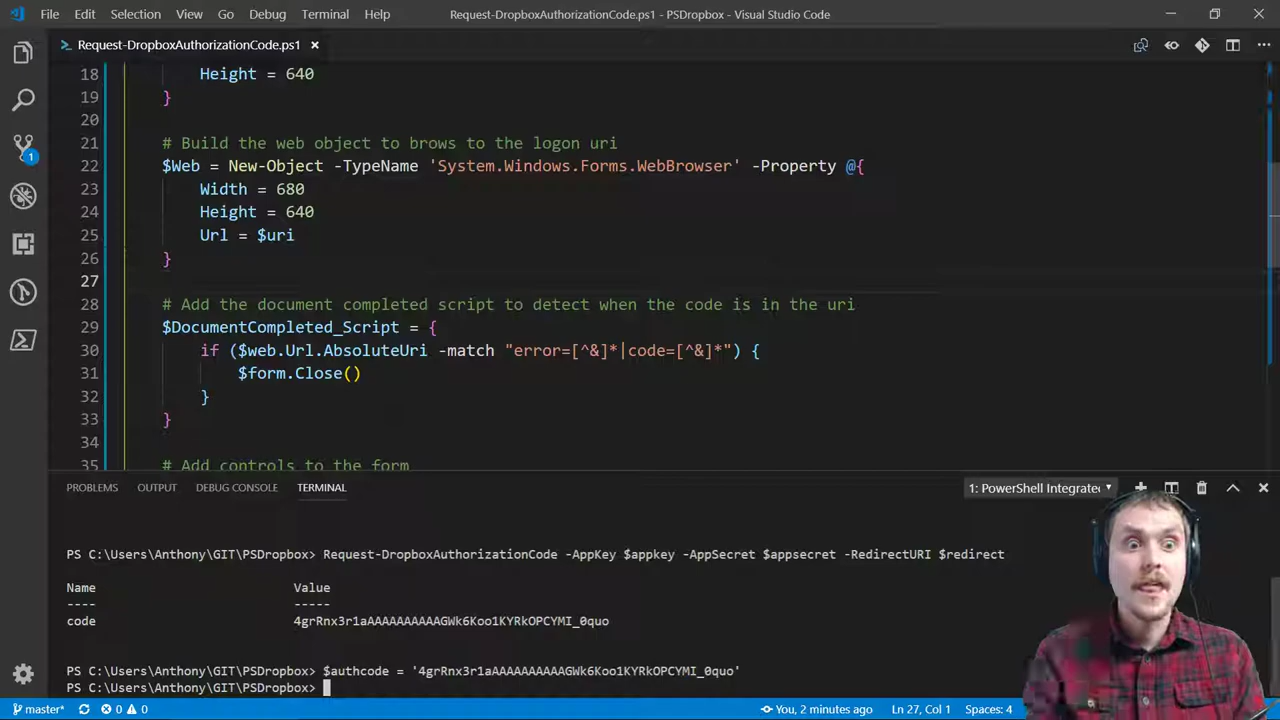 File Edit Selection View Go Debug Terminal Help Request-DropboxAuthorizationCode.ps1 - PSDropbox - Visual Studio Code
Request-DropboxAuthorizationCode.ps1
18 Height = 640
19 }
20
21 # Build the web object to brows to the logon uri
22 $Web = New-Object -TypeName 'System.Windows.Forms.WebBrowser' -Property @{
23 Width = 680
24 Height = 640
25 Url = $uri
26 }
27
28 # Add the document completed script to detect when the code is in the uri
29 $DocumentCompleted_Script = {
30 if ($web.Url.AbsoluteUri -match "error=[^&]*|code=[^&]*") {
31 $form.Close()
32 }
33 }
34
35 # Add controls to the form
1
PROBLEMS OUTPUT DEBUG CONSOLE TERMINAL 1: PowerShell Integrate
PS C:\Users\Anthony\GIT\PSDropbox> Request-DropboxAuthorizationCode -AppKey $appkey -AppSecret $appsecret -RedirectURI $redirect
Name Value
---- -----
code 4grRnx3r1aAAAAAAAAAAGWk6Koo1KYRkOPCYMI_0quo
PS C:\Users\Anthony\GIT\PSDropbox> $authcode = '4grRnx3r1aAAAAAAAAAAGWk6Koo1KYRkOPCYMI_0quo'
PS C:\Users\Anthony\GIT\PSDropbox>
master* 0 0 You, 2 minutes ago Ln 27, Col 1 Spaces: 4